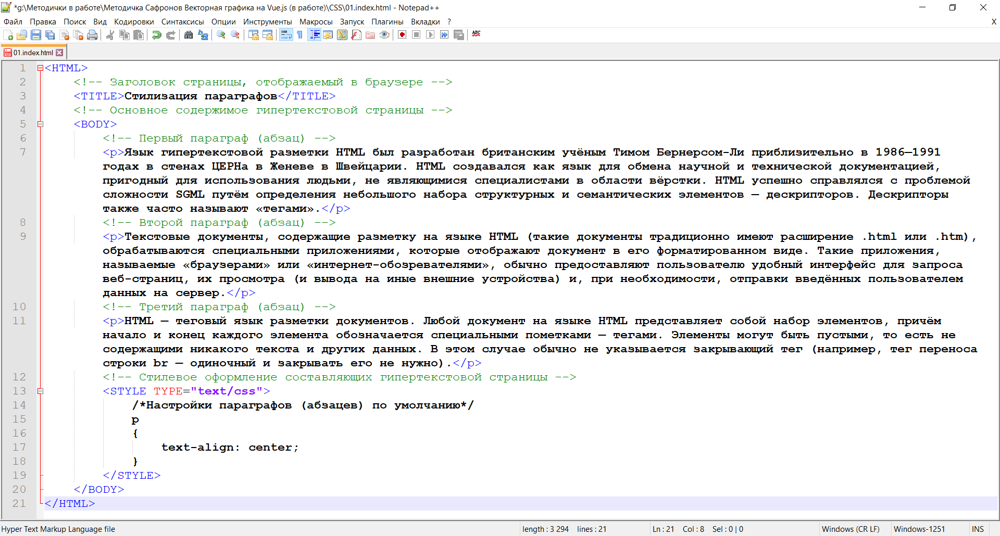 *g:\Методички в работе\Методичка Сафронов Векторная графика на Vue.js (в работе)\CSS\01.index.html - Notepad++
Файл Правка Поиск Вид Кодировки Синтаксисы Опции Инструменты Макросы Запуск Плагины Вкладки ? X
ABC
01.index.html
1 <HTML>
2 <!-- Заголовок страницы, отображаемый в браузере -->
3 <TITLE>Стилизация параграфов</TITLE>
4 <!-- Основное содержимое гипертекстовой страницы -->
5 <BODY>
6 <!-- Первый параграф (абзац) -->
7 <p>Язык гипертекстовой разметки HTML был разработан британским учёным Тимом Бернерсом-Ли приблизительно в 1986—1991
годах в стенах ЦЕРНа в Женеве в Швейцарии. HTML создавался как язык для обмена научной и технической документацией,
пригодный для использования людьми, не являющимися специалистами в области вёрстки. HTML успешно справлялся с проблемой
сложности SGML путём определения небольшого набора структурных и семантических элементов — дескрипторов. Дескрипторы
также часто называют «тегами».</p>
8 <!-- Второй параграф (абзац) -->
9 <p>Текстовые документы, содержащие разметку на языке HTML (такие документы традиционно имеют расширение .html или .htm),
обрабатываются специальными приложениями, которые отображают документ в его форматированном виде. Такие приложения,
называемые «браузерами» или «интернет-обозревателями», обычно предоставляют пользователю удобный интерфейс для запроса
веб-страниц, их просмотра (и вывода на иные внешние устройства) и, при необходимости, отправки введённых пользователем
данных на сервер.</p>
10 <!-- Третий параграф (абзац) -->
11 <p>HTML — теговый язык разметки документов. Любой документ на языке HTML представляет собой набор элементов, причём
начало и конец каждого элемента обозначается специальными пометками — тегами. Элементы могут быть пустыми, то есть не
содержащими никакого текста и других данных. В этом случае обычно не указывается закрывающий тег (например, тег переноса
строки br — одиночный и закрывать его не нужно).</p>
12 <!-- Стилевое оформление составляющих гипертекстовой страницы -->
13 <STYLE TYPE="text/css">
14 /*Настройки параграфов (абзацев) по умолчанию*/
15 p
16 {
17 text-align: center;
18 }
19 </STYLE>
20 </BODY>
21 </HTML>
Hyper Text Markup Language file length : 3 294 lines : 21 Ln : 21 Col : 8 Sel : 0 | 0 Windows (CR LF) Windows-1251 INS